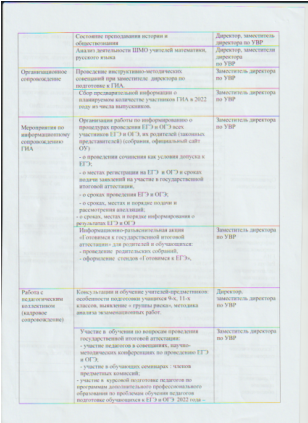 Состояние преподавания истории и
обществознания
Директор, заместитель
директора по УВР
Анализ деятельности ШМО учителей математики,
русского языка
Директор, заместители
директора
по УВР
Организационное
сопровождение
Проведение инструктивно-методических
совещаний при заместителе директора по
подготовке к ГИА
Заместитель директора
по УВР
Сбор предварительной информации о
планируемом количестве участников ГИА в 2022
году из числа выпускников.
Заместитель директора
по УВР
Мероприятия по
информационному
сопровождению
ГИА
Организация работы по информированию о
процедурах проведения ЕГЭ и ОГЭ всех
участников ЕГЭ и ОГЭ, их родителей (законных
представителей) (собрания, официальный сайт
ОУ)
- о проведении сочинения как условия допуска к
ЕГЭ;
- о местах регистрации на ЕГЭ и ОГЭ и сроках
подачи заявлений на участие в государственной
итоговой аттестации,
- о сроках проведения ЕГЭ и ОГЭ;
- о сроках, местах и порядке подачи и
рассмотрения апелляций;
- о сроках, местах и порядке информирования о
результатах ЕГЭ и ОГЭ
Заместитель директора
по УВР
Информационно-разъяснительная акция
«Готовимся к государственной итоговой
аттестации» для родителей и обучающихся:
- проведение родительских собраний;
- оформление стендов «Готовимся к ЕГЭ»,
Заместитель директора
по УВР
Работа с
педагогическим
коллективом
(кадровое
сопровождение)
Консультации и обучение учителей-предметников:
особенности подготовки учащихся 9-х, 11-х
классов, выявление « группы риска», методика
анализа экзаменационных работ.
Директор,
заместитель директора
по УВР
Участие в обучении по вопросам проведения
государственной итоговой аттестации:
- участие педагогов в совещаниях, научно-
методических конференциях по проведению ЕГЭ
и ОГЭ.
- участие в обучающих семинарах : членов
предметных комиссий;
- участие в курсовой подготовке педагогов по
программам дополнительного профессионального
образования по проблемам обучения педагогов
подготовке обучающихся к ЕГЭ и ОГЭ 2022 года .
Заместитель директора
по УВР